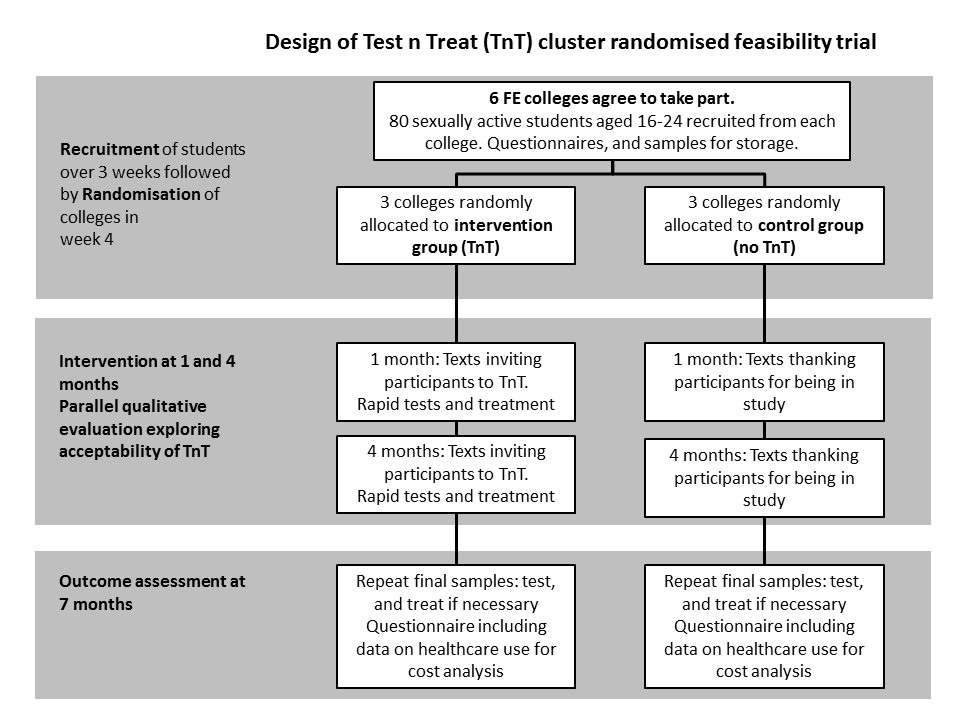 Design of Test n Treat (TnT) cluster randomised feasibility trial
6 FE colleges agree to take part.
80 sexually active students aged 16-24 recruited from each
college. Questionnaires, and samples for storage.
Recruitment of students
over 3 weeks followed
by Randomisation of
colleges in
week 4
3 colleges randomly
allocated to intervention
group (TnT)
3 colleges randomly
allocated to control group
(no TnT)
Intervention at 1 and 4
months
Parallel qualitative
evaluation exploring
acceptability of TnT
1 month: Texts inviting
participants to TnT.
Rapid tests and treatment
1 month: Texts thanking
participants for being in
study
4 months: Texts inviting
participants to TnT.
Rapid tests and treatment
4 months: Texts thanking
participants for being in
study
Outcome assessment at
7 months
Repeat final samples: test,
and treat if necessary
Questionnaire including
data on healthcare use for
cost analysis
Repeat final samples: test,
and treat if necessary
Questionnaire including
data on healthcare use for
cost analysis